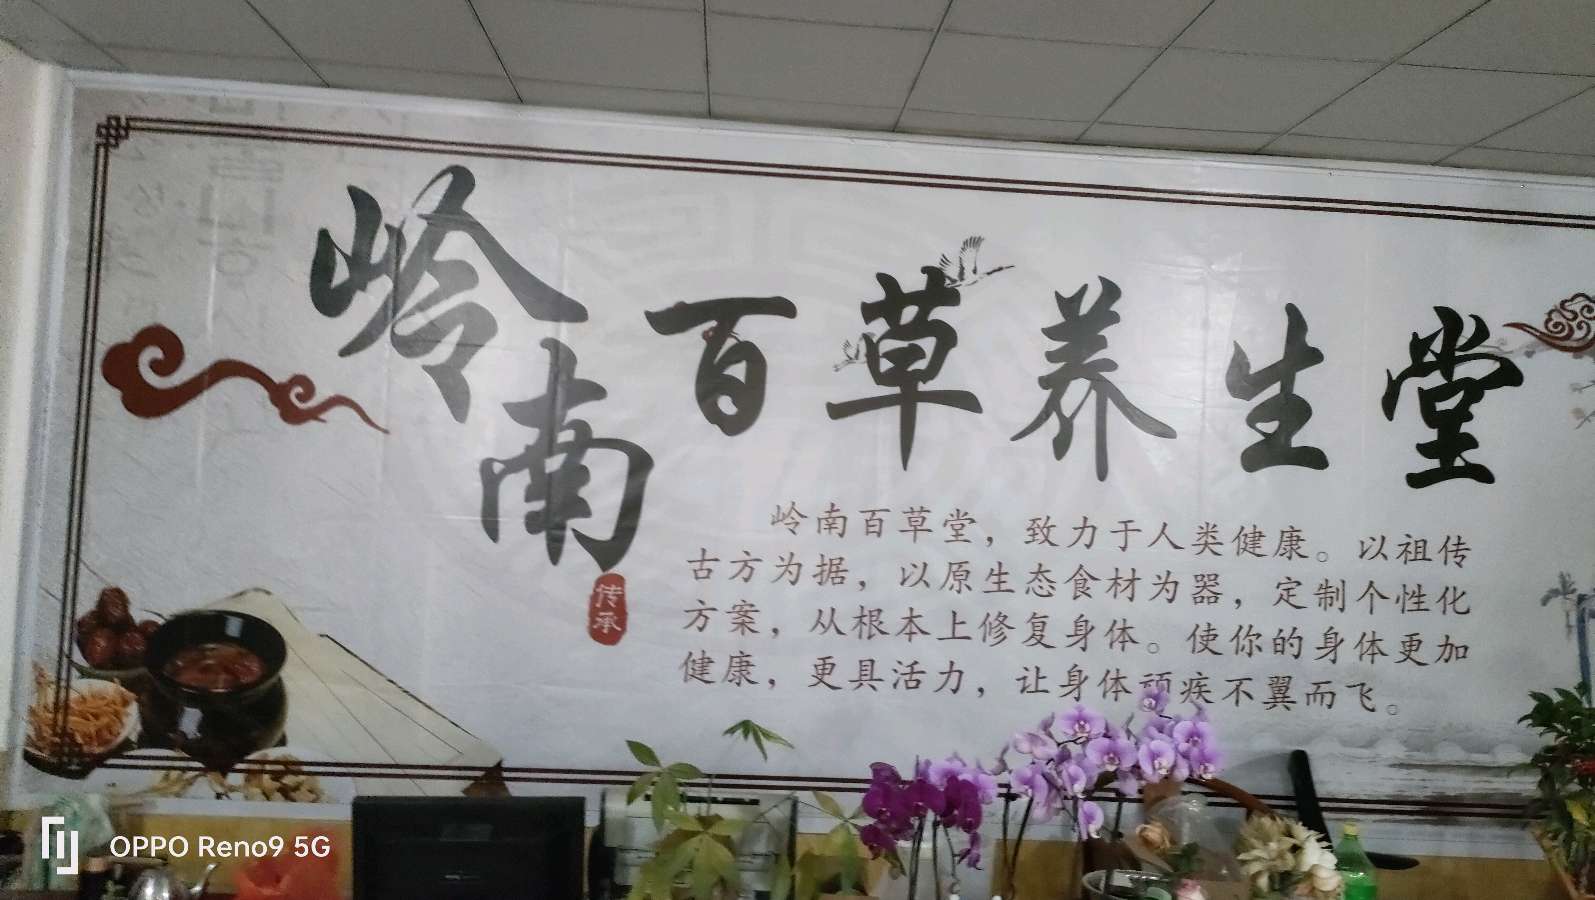 岭南百草养生堂
传承
岭南百草堂，致力于人类健康。以祖传
古方为据，以原生态食材为器，定制个性化
方案，从根本上修复身体。使你的身体更加
健康，更具活力，让身体顽疾不翼而飞。
OPPO Reno9 5G